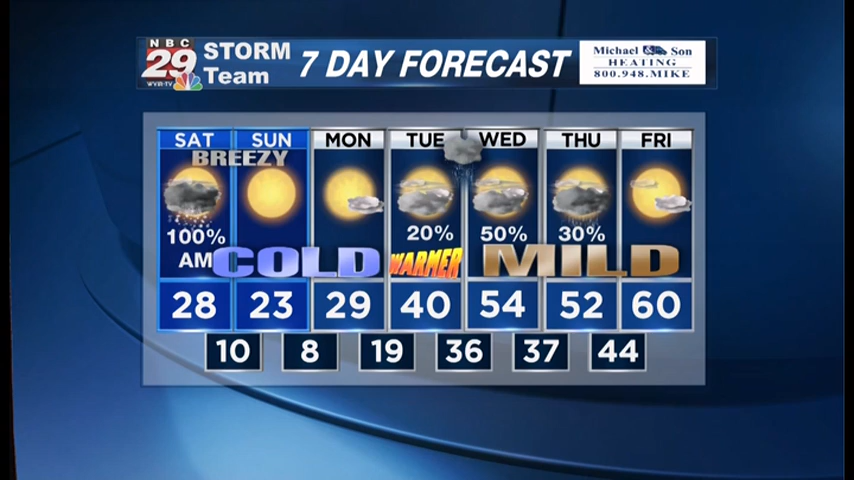 NBC
29
WVIR-TV
STORM
Team
7 DAY FORECAST
Michael & Son
HEATING
800.948.MIKE
SAT SUN MON TUE WED THU FRI
BREEZY
100% 20% 50% 30%
AM
COLD WARMER MILD
28 23 29 40 54 52 60
10 8 19 36 37 44